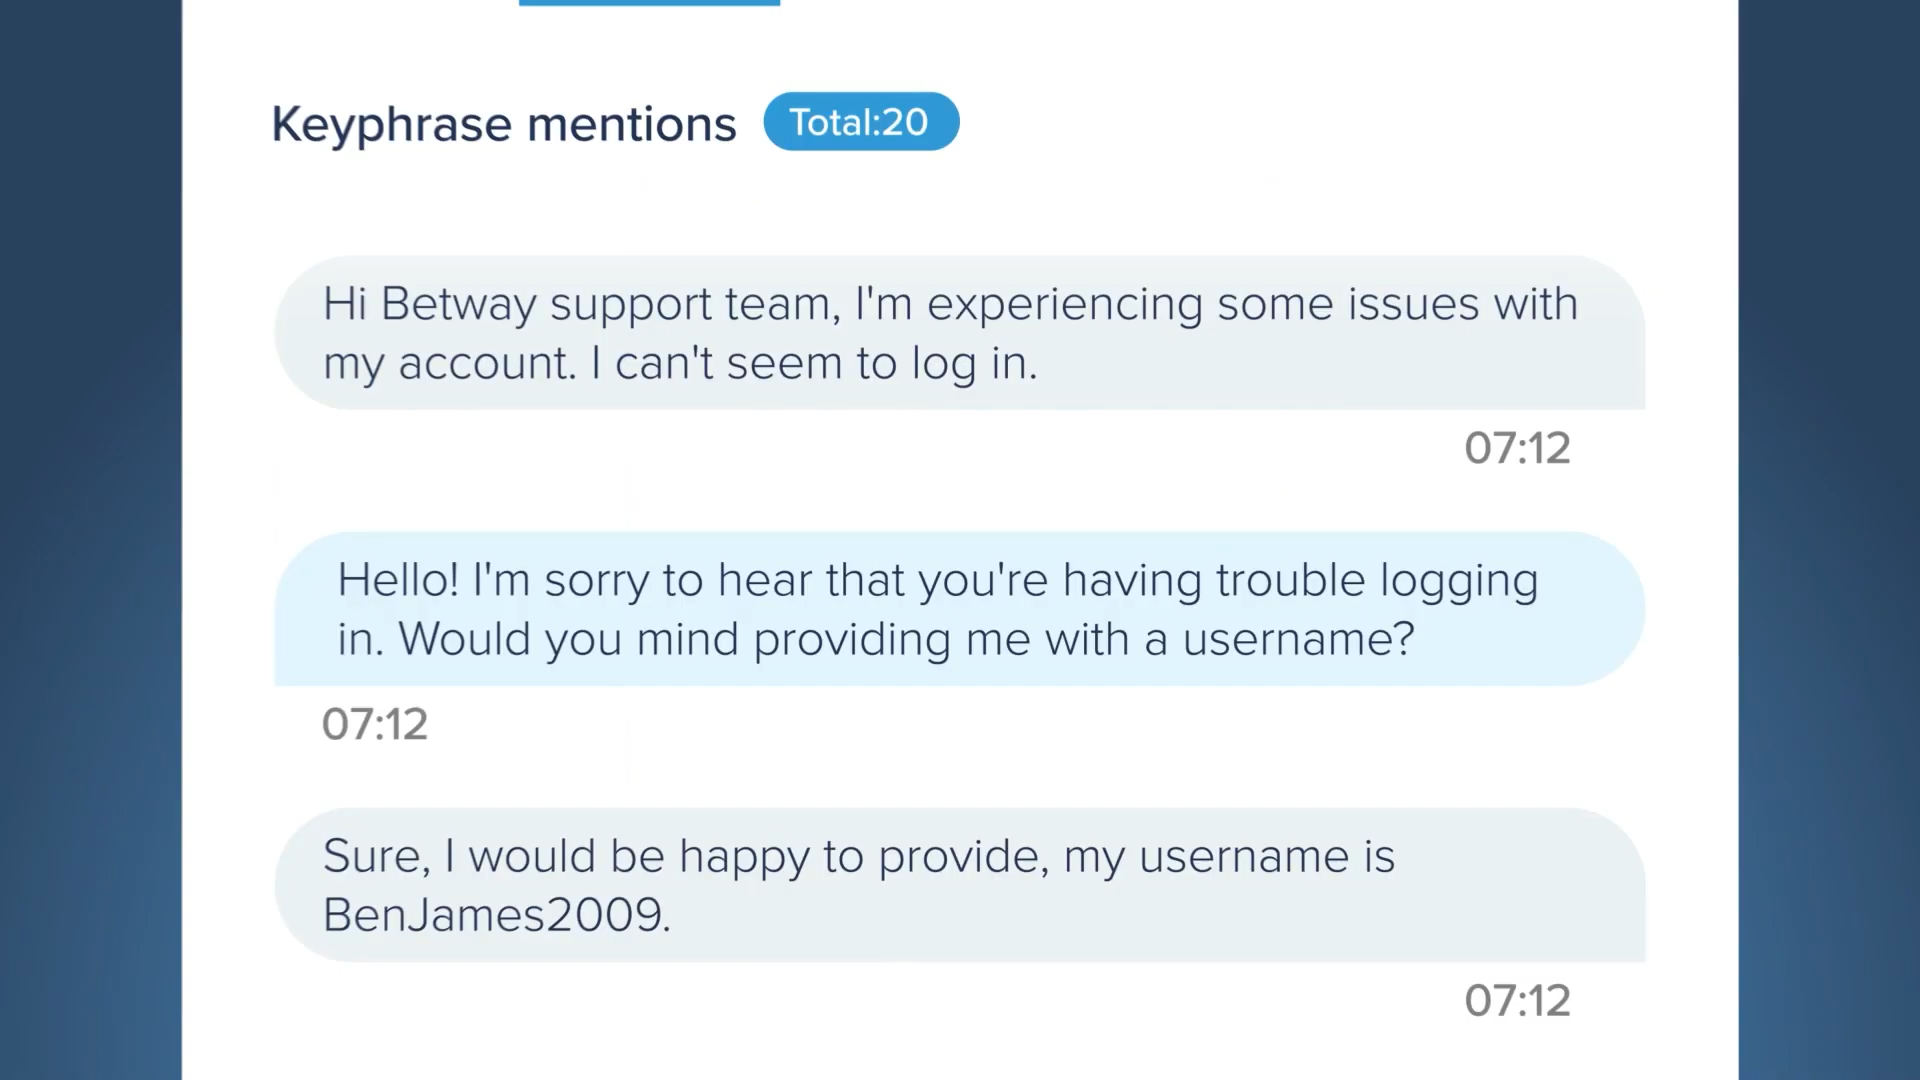 Keyphrase mentions Total:20
Hi Betway support team, I'm experiencing some issues with
my account. I can't seem to log in.
07:12
Hello! I'm sorry to hear that you're having trouble logging
in. Would you mind providing me with a username?
07:12
Sure, I would be happy to provide, my username is
BenJames2009.
07:12